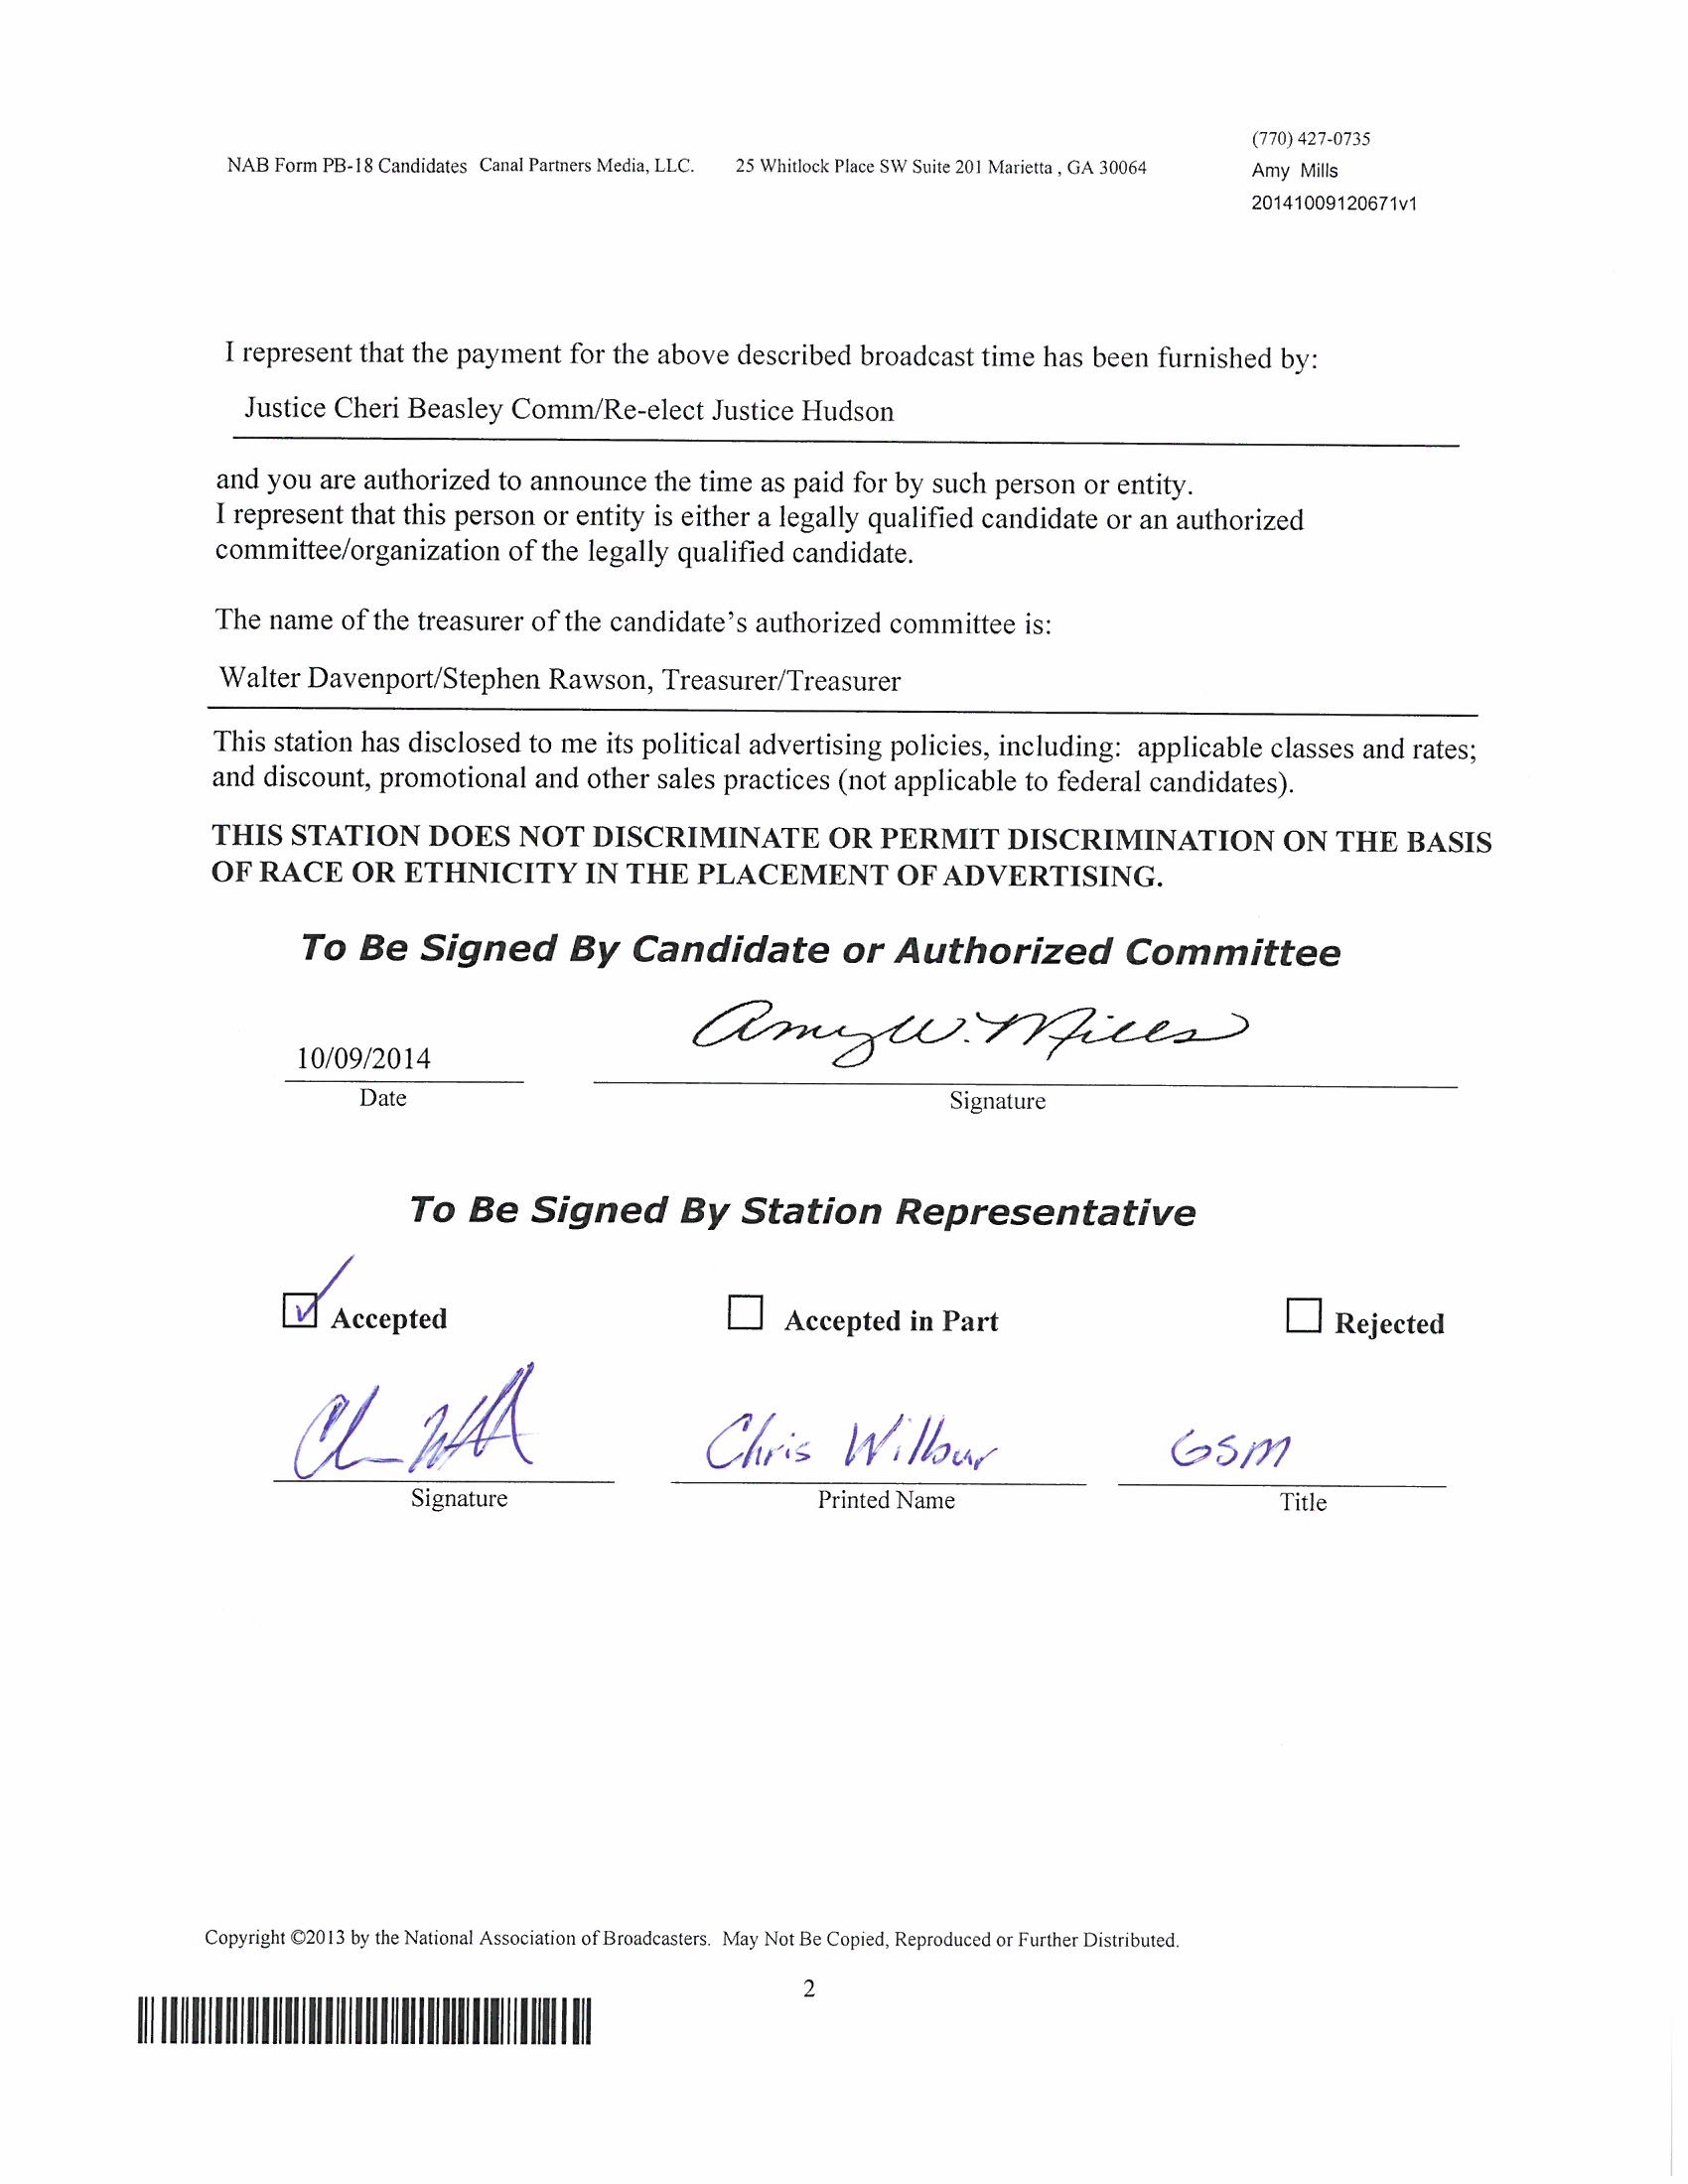 (770) 427-0735
NAB Form PB-18 Candidates Canal Partners Media, LLC. 25 Whitlock Place SW Suite 201 Marietta , GA 30064
Amy Mills
20141009120671v1
I represent that the payment for the above described broadcast time has been furnished by:
Justice Cheri Beasley Comm/Re-elect Justice Hudson
and you are authorized to announce the time as paid for by such person or entity.
I represent that this person or entity is either a legally qualified candidate or an authorized
committee/organization of the legally qualified candidate.
The name of the treasurer of the candidate's authorized committee is:
Walter Davenport/Stephen Rawson, Treasurer/Treasurer
This station has disclosed to me its political advertising policies, including: applicable classes and rates;
and discount, promotional and other sales practices (not applicable to federal candidates).
THIS STATION DOES NOT DISCRIMINATE OR PERMIT DISCRIMINATION ON THE BASIS
OF RACE OR ETHNICITY IN THE PLACEMENT OF ADVERTISING.
To Be Signed By Candidate or Authorized Committee
Amy W. Mills
10/09/2014
Date Signature
To Be Signed By Station Representative
Accepted Accepted in Part Rejected
Chris Wilbur GSM
Signature Printed Name Title
Copyright ©2013 by the National Association of Broadcasters. May Not Be Copied, Reproduced or Further Distributed.
2